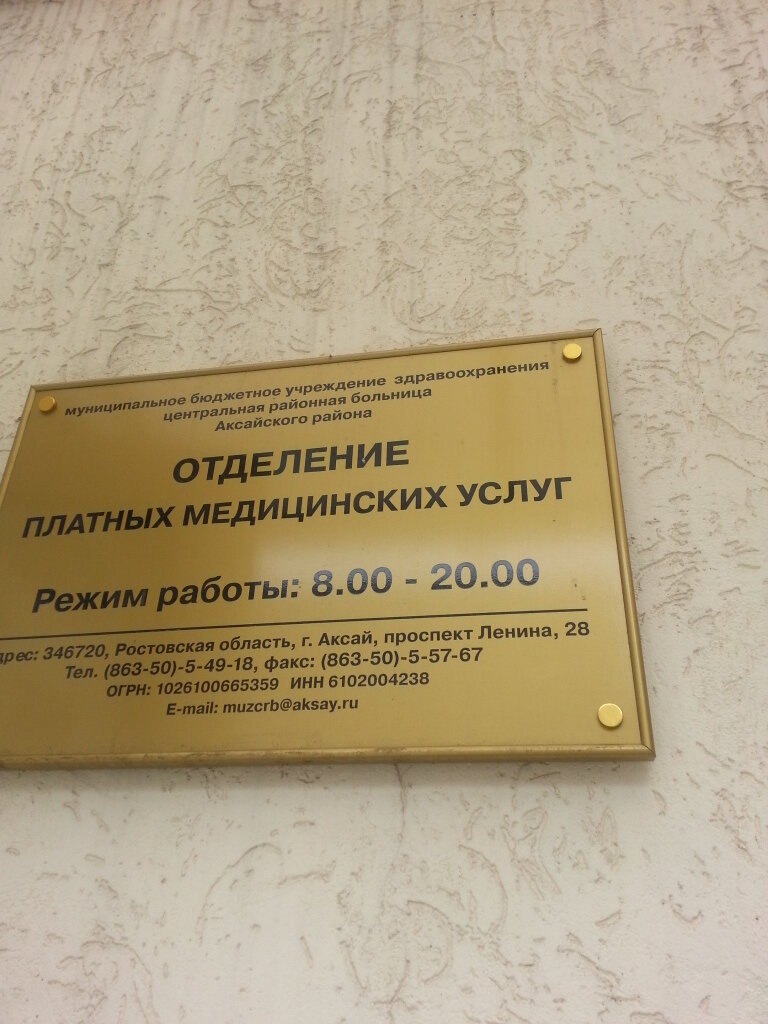 муниципальное бюджетное учреждение здравоохранения
центральная районная больница
Аксайского района
ОТДЕЛЕНИЕ
ПЛАТНЫХ МЕДИЦИНСКИХ УСЛУГ
Режим работы: 8.00 - 20.00
дрес: 346720, Ростовская область, г. Аксай, проспект Ленина, 28
Тел. (863-50)-5-49-18, факс: (863-50)-5-57-67
ОГРН: 1026100665359 ИНН 6102004238
E-mail: muzcrb@aksay.ru